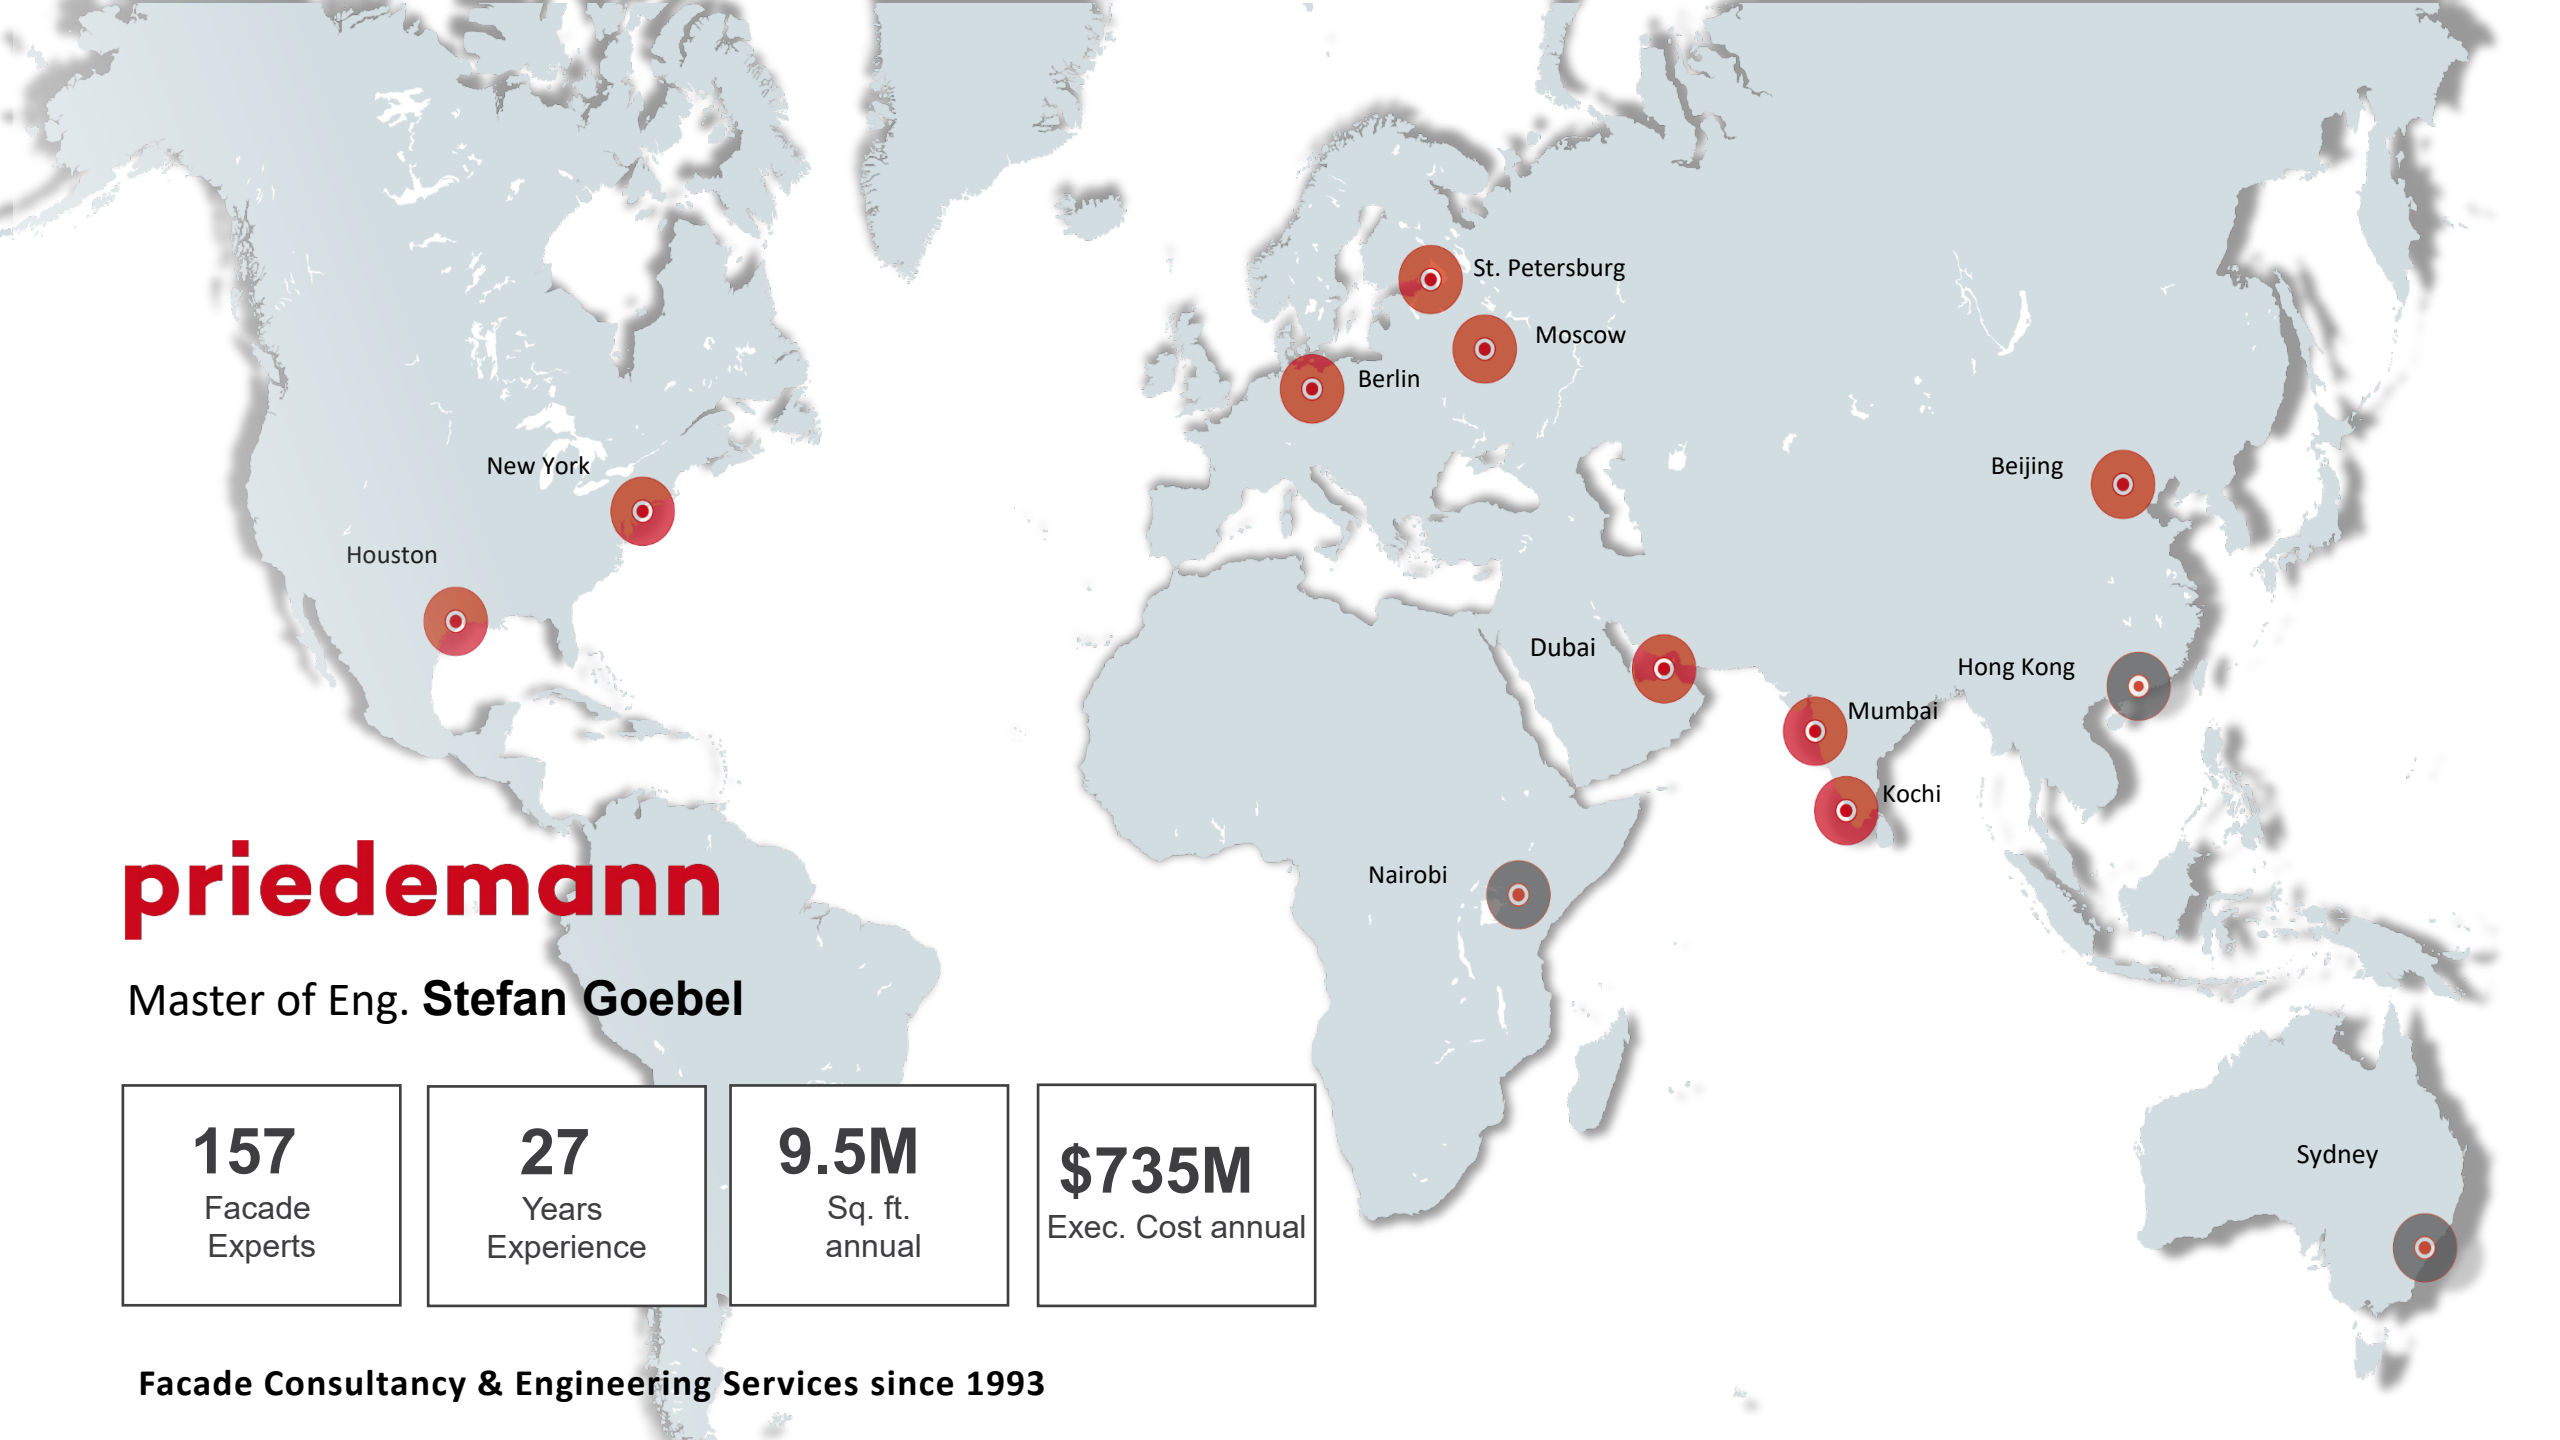 St. Petersburg
Moscow
Berlin
New York
Beijing
Houston
Dubai
Hong Kong
Mumbai
Kochi
Nairobi
priedemann
Master of Eng. Stefan Goebel
157
Facade
Experts
27
Years
Experience
9.5M
Sq. ft.
annual
$735M
Exec. Cost annual
Sydney
Facade Consultancy & Engineering Services since 1993